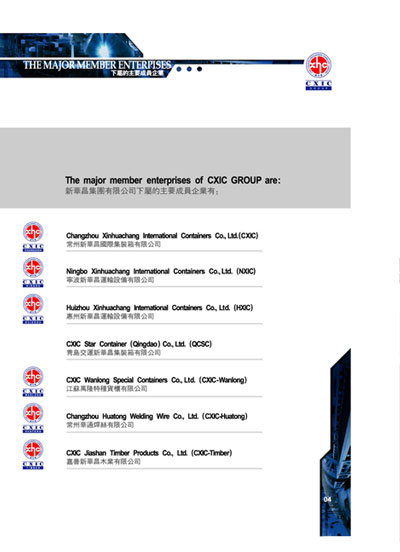 THE MAJOR MEMBER ENTERPISES
下屬的主要成員企業
CXIC
GROUP
The major member enterprises of CXIC GROUP are:
新華昌集團有限公司下屬的主要成員企業有:
CXIC
Changzhou Xinhuachang International Containers Co., Ltd.(CXIC)
常州新華昌國際集裝箱有限公司
CXIC
Ningbo Xinhuachang International Containers Co., Ltd. (NXIC)
寧波新華昌運輸設備有限公司
CXIC
Huizhou Xinhuachang International Containers Co., Ltd. (HXIC)
惠州新華昌運輸設備有限公司
CXIC Star Container (Qingdao) Co., Ltd. (QCSC)
青島交運新華昌集裝箱有限公司
CXIC
CXIC Wanlong Special Containers Co., Ltd. (CXIC-Wanlong)
江蘇萬隆特種貨櫃有限公司
CXIC
Changzhou Huatong Welding Wire Co., Ltd. (CXIC-Huatong)
常州華通焊絲有限公司
CXIC
CXIC Jiashan Timber Products Co., Ltd. (CXIC-Timber)
嘉善新華昌木業有限公司
04